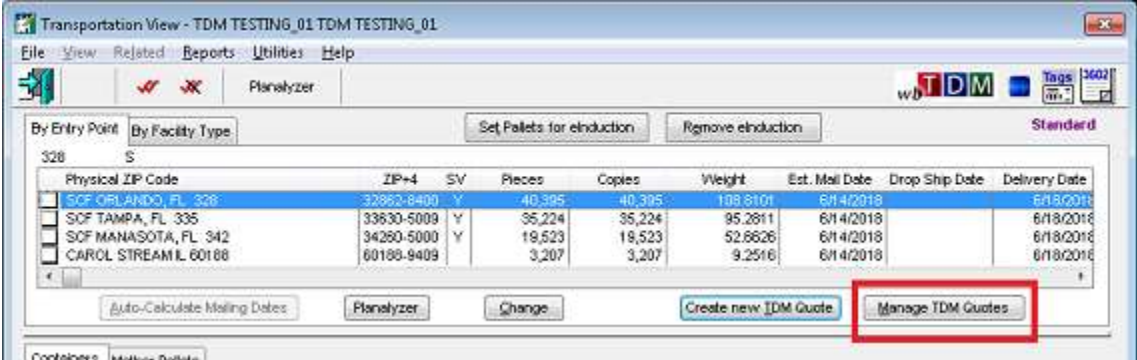 Transportation View - TDM TESTING_01 TDM TESTING_01
File View Related Reports Utilities Help
Planalyzer wbTDM Tags 3602
By Entry Point By Facility Type Set Pallets for eInduction Remove eInduction Standard
328 S
Physical ZIP Code ZIP+4 SV Pieces Copies Weight Est. Mail Date Drop Ship Date Delivery Date
SCF ORLANDO, FL 328 32862-8400 Y 40,395 40,395 108.8101 6/14/2018 6/18/2018
SCF TAMPA, FL 335 33630-5009 Y 35,224 35,224 95.2811 6/14/2018 6/18/2018
SCF MANASOTA, FL 342 34260-5000 Y 19,523 19,523 52.6626 6/14/2018 6/18/2018
CAROL STREAM IL 60188 60188-9409 3,207 3,207 9.2516 6/14/2018 6/18/2018
Auto-Calculate Mailing Dates Planalyzer Change Create new TDM Quote Manage TDM Quotes
Containers Mother Pallets